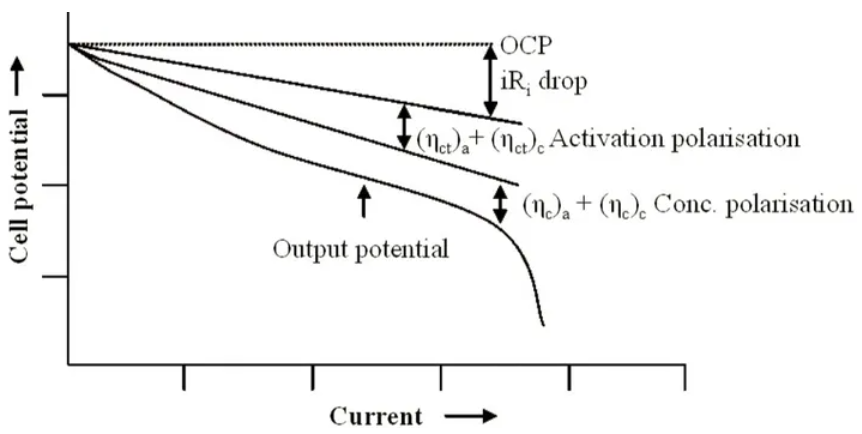 OCP
iRᵢ drop
(ηct)a + (ηct)c Activation polarisation
(ηc)a + (ηc)c Conc. polarisation
Output potential
Cell potential →
Current →